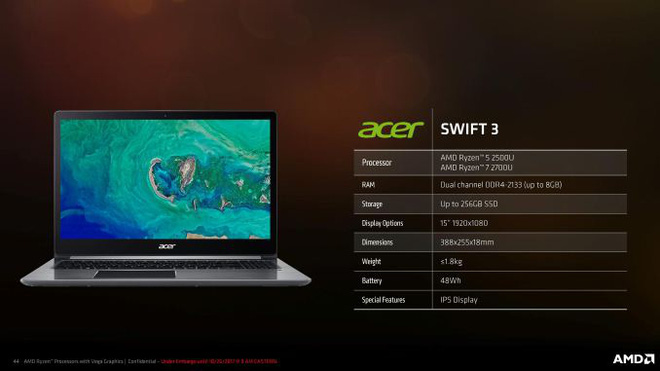 acer SWIFT 3
Processor AMD Ryzen™ 5 2500U
AMD Ryzen™ 7 2700U
RAM Dual channel DDR4-2133 (up to 8GB)
Storage Up to 256GB SSD
Display Options 15" 1920x1080
Dimensions 388x255x18mm
Weight ≤1.8kg
Battery 48Wh
Special Features IPS Display
acer
44 AMD Ryzen™ Processors with Vega Graphics | Confidential –
AMD